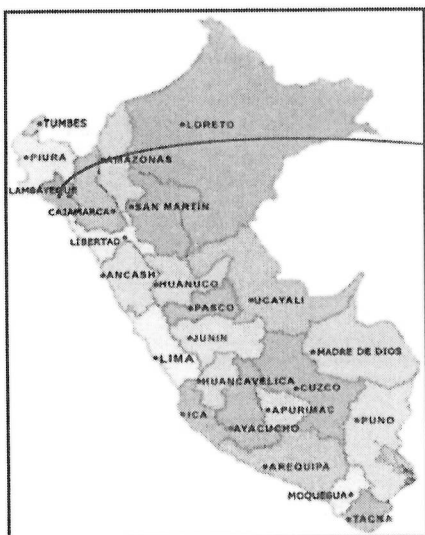 TUMBES
LORETO
PIURA
AMAZONAS
LAMBAYEQUE
CAJAMARCA
SAN MARTÍN
LIBERTAD
ANCASH
HUANUCO
PASCO
UCAYALI
JUNIN
LIMA
MADRE DE DIOS
HUANCAVELICA
CUZCO
ICA
APURIMAC
PUNO
AYACUCHO
AREQUIPA
MOQUEGUA
TACNA